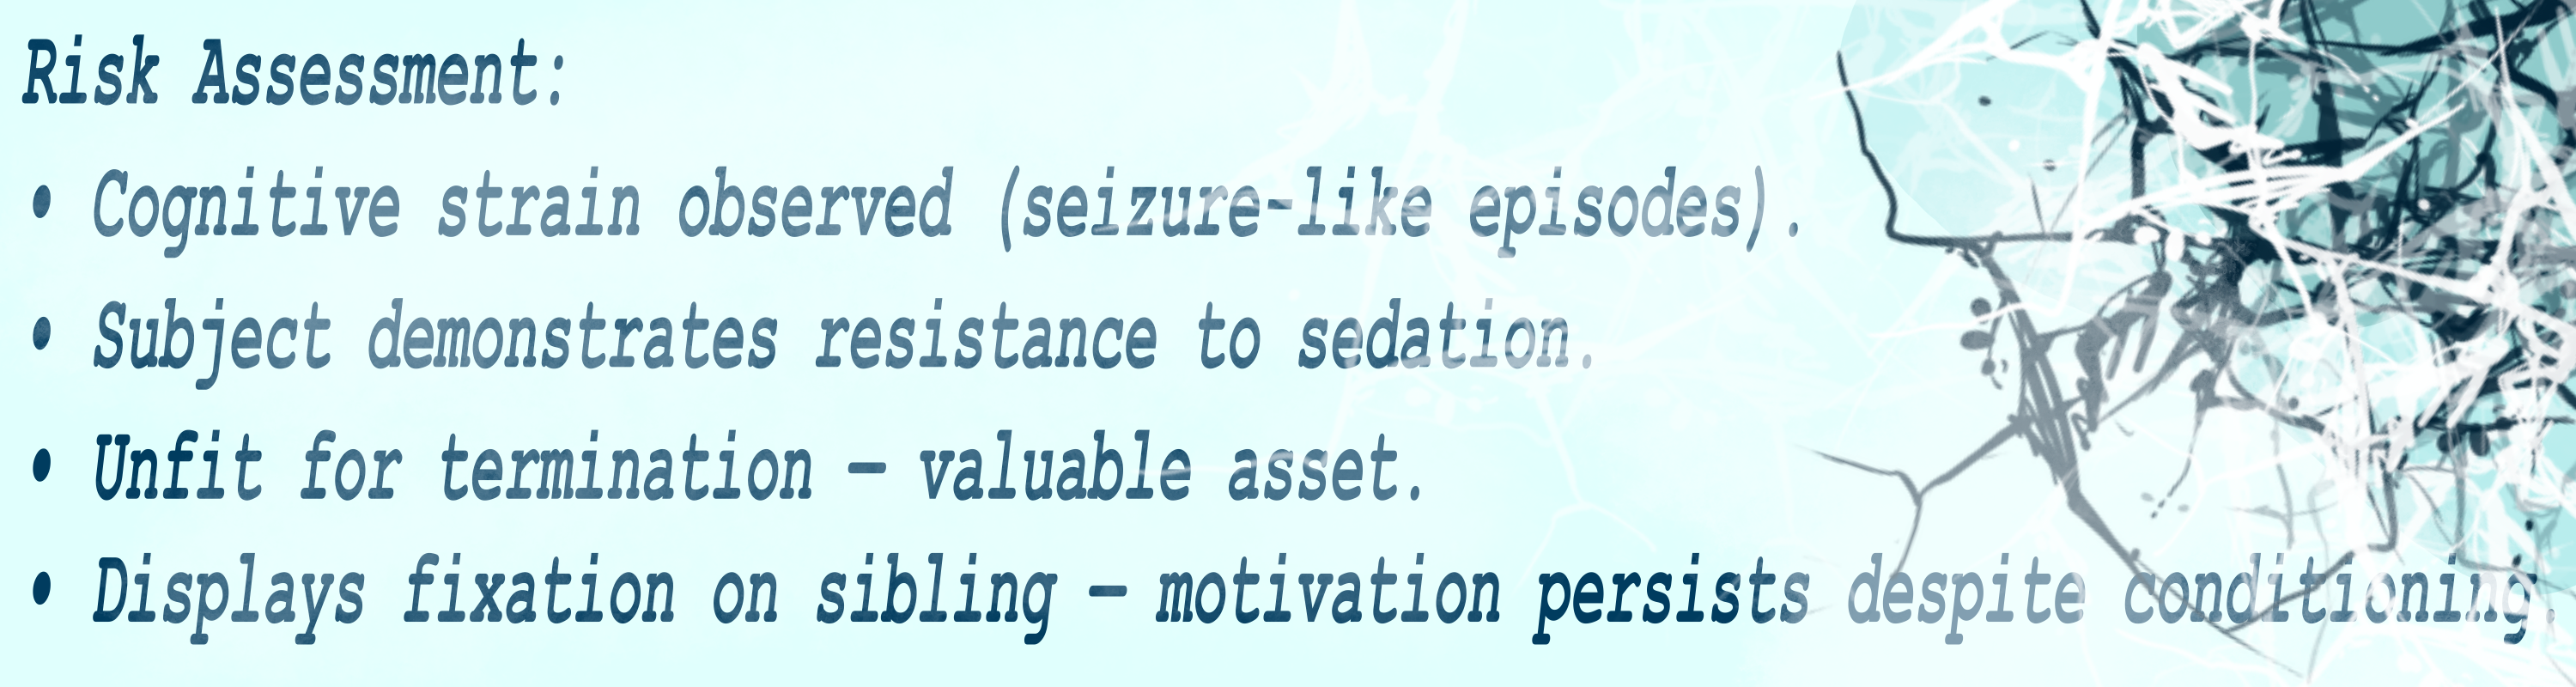 Risk Assessment:
• Cognitive strain observed (seizure-like episodes).
• Subject demonstrates resistance to sedation.
• Unfit for termination — valuable asset.
• Displays fixation on sibling — motivation persists despite conditioning.